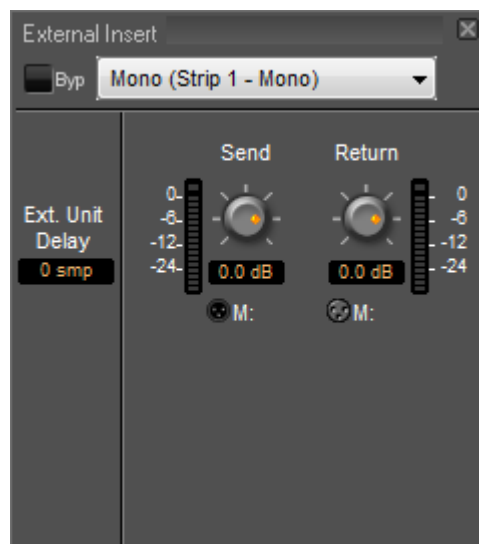 External Insert
Byp
Mono (Strip 1 - Mono)
Send
Return
0
-6
-12
-24
0
-6
-12
-24
Ext. Unit
Delay
0 smp
0.0 dB
0.0 dB
M:
M: